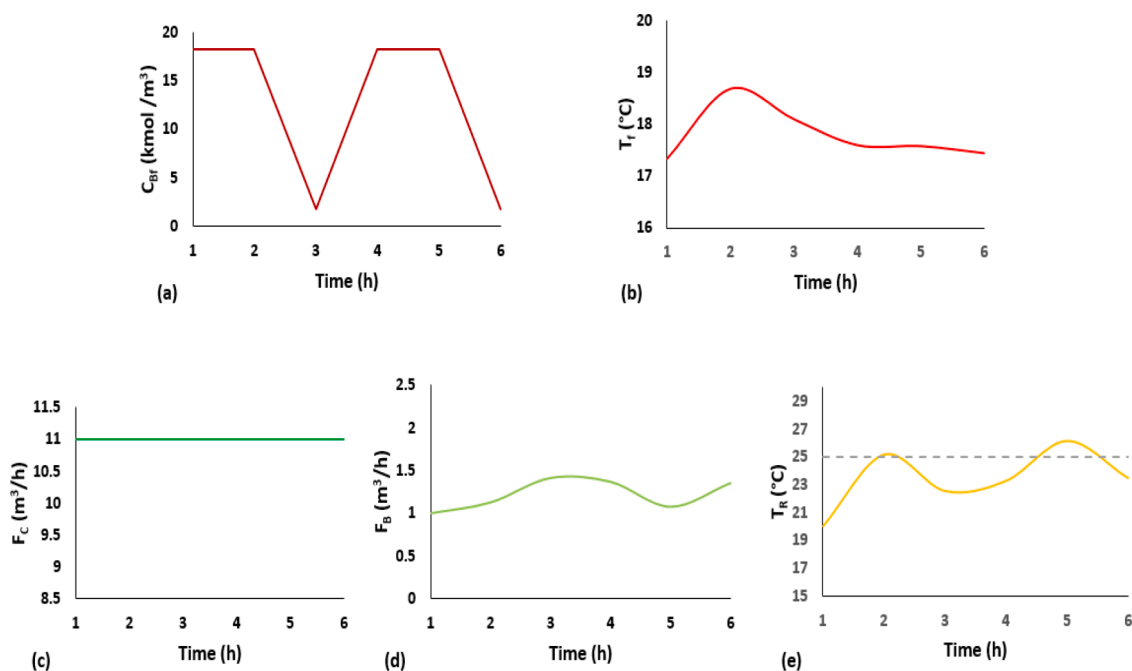 C_Bf (kmol /m³)
20
15
10
5
0
1 2 3 4 5 6
Time (h)
(a)
T_f (°C)
20
19
18
17
16
1 2 3 4 5 6
Time (h)
(b)
F_C (m³/h)
11.5
11
10.5
10
9.5
9
8.5
1 2 3 4 5 6
Time (h)
(c)
F_B (m³/h)
2.5
2
1.5
1
0.5
0
1 2 3 4 5 6
Time (h)
(d)
T_R (°C)
29
27
25
23
21
19
17
15
1 2 3 4 5 6
Time (h)
(e)